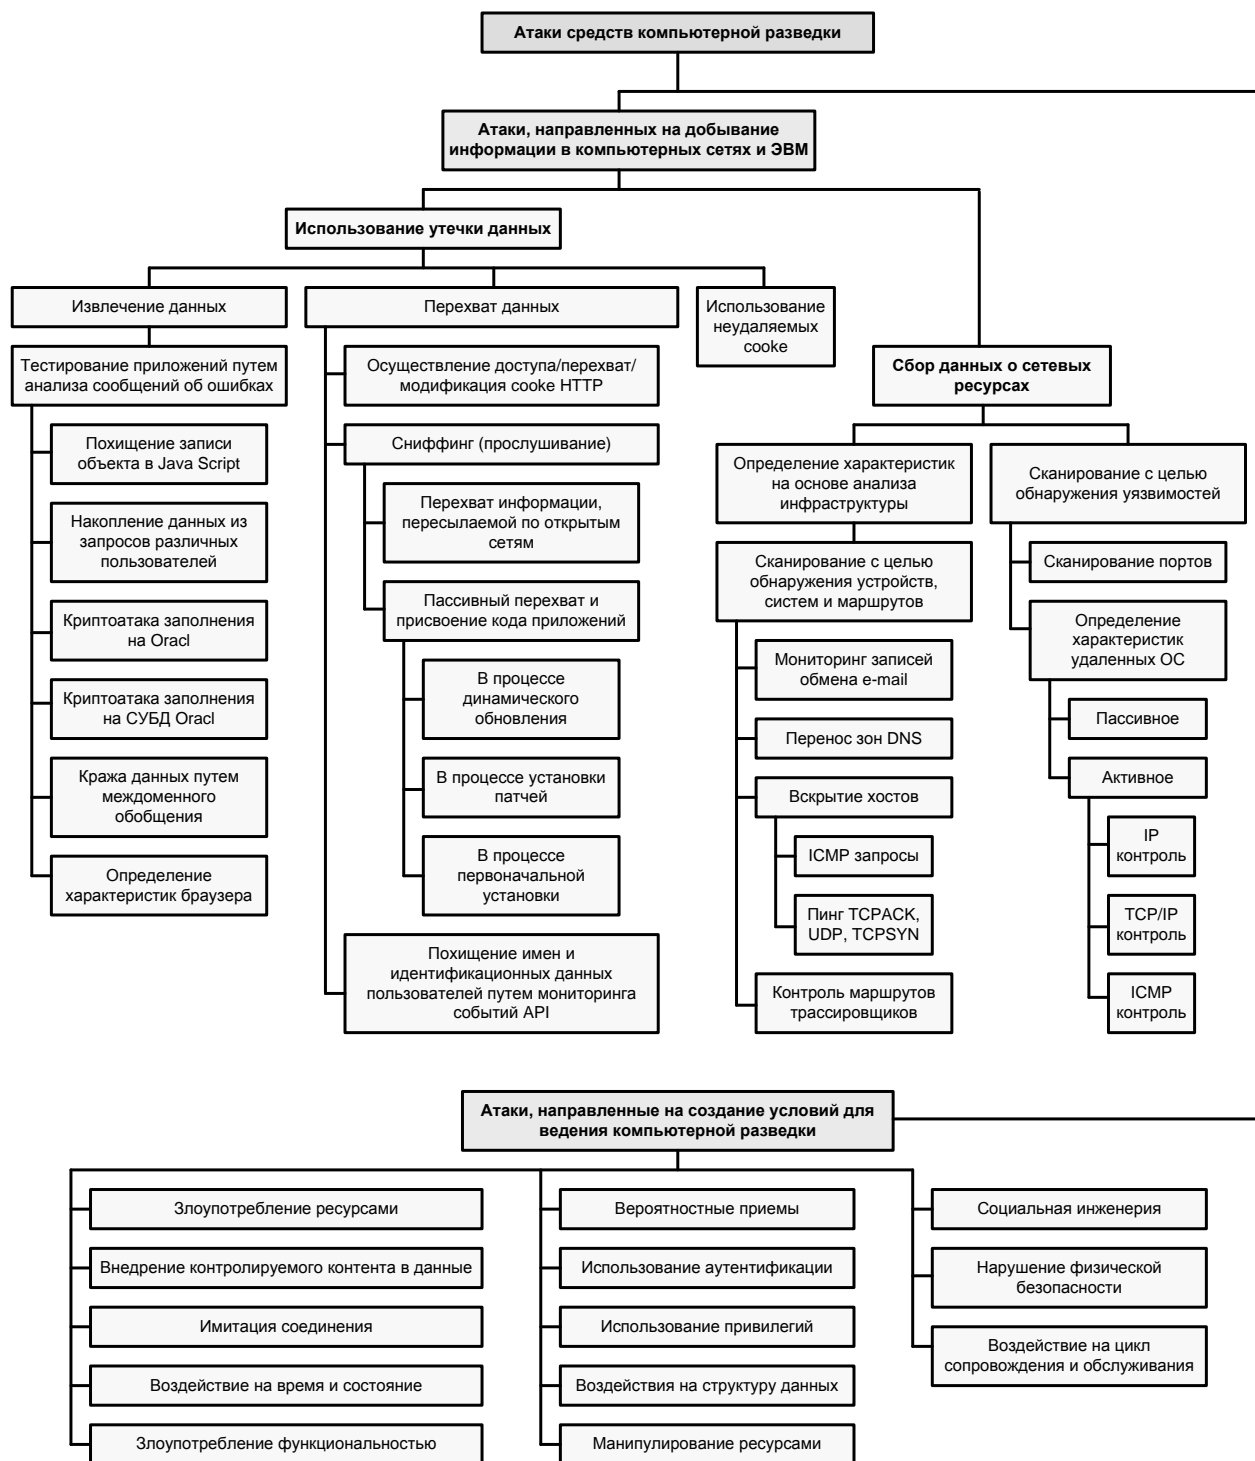 Атаки средств компьютерной разведки
Атаки, направленных на добывание
информации в компьютерных сетях и ЭВМ
Использование утечки данных
Извлечение данных
Тестирование приложений путем
анализа сообщений об ошибках
Похищение записи
объекта в Java Script
Накопление данных из
запросов различных
пользователей
Криптоатака заполнения
на Oracl
Криптоатака заполнения
на СУБД Oracl
Кража данных путем
междоменного
обобщения
Определение
характеристик браузера
Перехват данных
Осуществление доступа/перехват/
модификация cooke HTTP
Сниффинг (прослушивание)
Перехват информации,
пересылаемой по открытым
сетям
Пассивный перехват и
присвоение кода приложений
В процессе
динамического
обновления
В процессе установки
патчей
В процессе
первоначальной
установки
Похищение имен и
идентификационных данных
пользователей путем мониторинга
событий API
Использование
неудаляемых
cooke
Сбор данных о сетевых
ресурсах
Определение характеристик
на основе анализа
инфраструктуры
Сканирование с целью
обнаружения устройств,
систем и маршрутов
Мониторинг записей
обмена e-mail
Перенос зон DNS
Вскрытие хостов
ICMP запросы
Пинг TCPACK,
UDP, TCPSYN
Контроль маршрутов
трассировщиков
Сканирование с целью
обнаружения уязвимостей
Сканирование портов
Определение
характеристик
удаленных ОС
Пассивное
Активное
IP
контроль
TCP/IP
контроль
ICMP
контроль
Атаки, направленные на создание условий для
ведения компьютерной разведки
Злоупотребление ресурсами
Внедрение контролируемого контента в данные
Имитация соединения
Воздействие на время и состояние
Злоупотребление функциональностью
Вероятностные приемы
Использование аутентификации
Использование привилегий
Воздействия на структуру данных
Манипулирование ресурсами
Социальная инженерия
Нарушение физической
безопасности
Воздействие на цикл
сопровождения и обслуживания